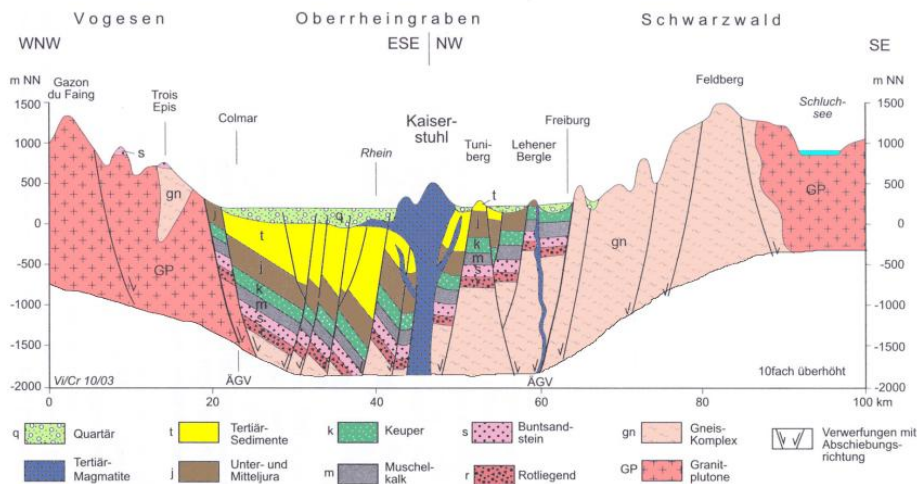 Vogesen Oberrheingraben Schwarzwald
WNW ESE NW SE
m NN m NN
Gazon du Faing
Trois Epis
Colmar
Rhein
Kaiser-
stuhl
Tuni-
berg
Lehener
Bergle
Freiburg
Feldberg
Schluch-
see
1500 1500
1000 1000
500 500
0 0
-500 -500
-1000 -1000
-1500 -1500
-2000 -2000
s
gn
GP
t
j
k
m
s
q
t
j
k
m
s
gn
GP
Vi/Cr 10/03
ÄGV
ÄGV
10fach überhöht
0 20 40 60 80 100 km
q Quartär
t Tertiär-
Sedimente
k Keuper
s Buntsand-
stein
gn Gneis-
Komplex
Verwerfungen mit
Abschiebungs-
richtung
Tertiär-
Magmatite
j Unter- und
Mitteljura
m Muschel-
kalk
r Rotliegend
GP Granit-
plutone